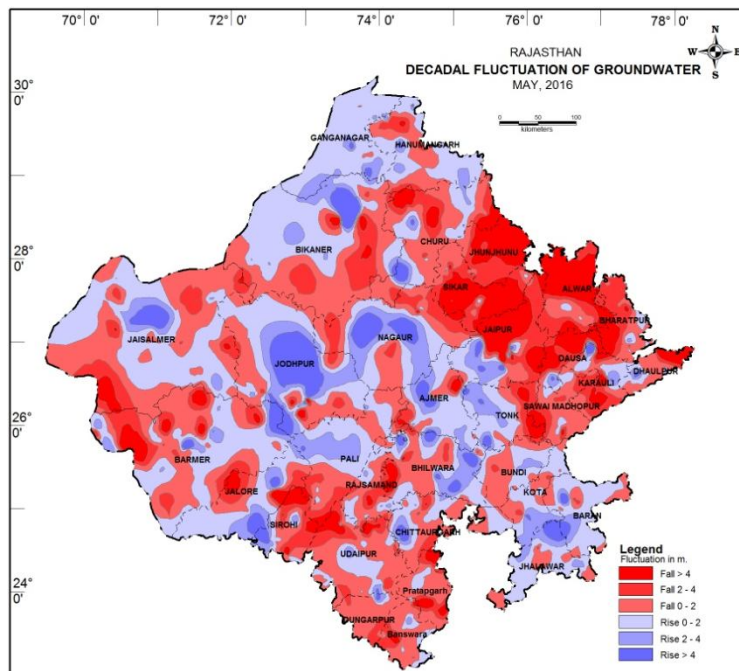 70° 0'
72° 0'
74° 0'
76° 0'
78° 0'
N
W E
S
RAJASTHAN
DECADAL FLUCTUATION OF GROUNDWATER
MAY, 2016
0 50 100
kilometers
30°
0'
28°
0'
26°
0'
24°
0'
GANGANAGAR
HANUMANGARH
BIKANER
CHURU
JHUNJHUNU
SIKAR
ALWAR
JAISALMER
NAGAUR
JAIPUR
BHARATPUR
JODHPUR
DAUSA
DHAULPUR
KARAULI
AJMER
TONK
SAWAI MADHOPUR
BARMER
PALI
BHILWARA
BUNDI
JALORE
RAJSAMAND
KOTA
BARAN
SIROHI
CHITTAURGARH
UDAIPUR
JHALAWAR
Pratapgarh
DUNGARPUR
Banswara
Legend
Fluctuation in m.
Fall > 4
Fall 2 - 4
Fall 0 - 2
Rise 0 - 2
Rise 2 - 4
Rise > 4